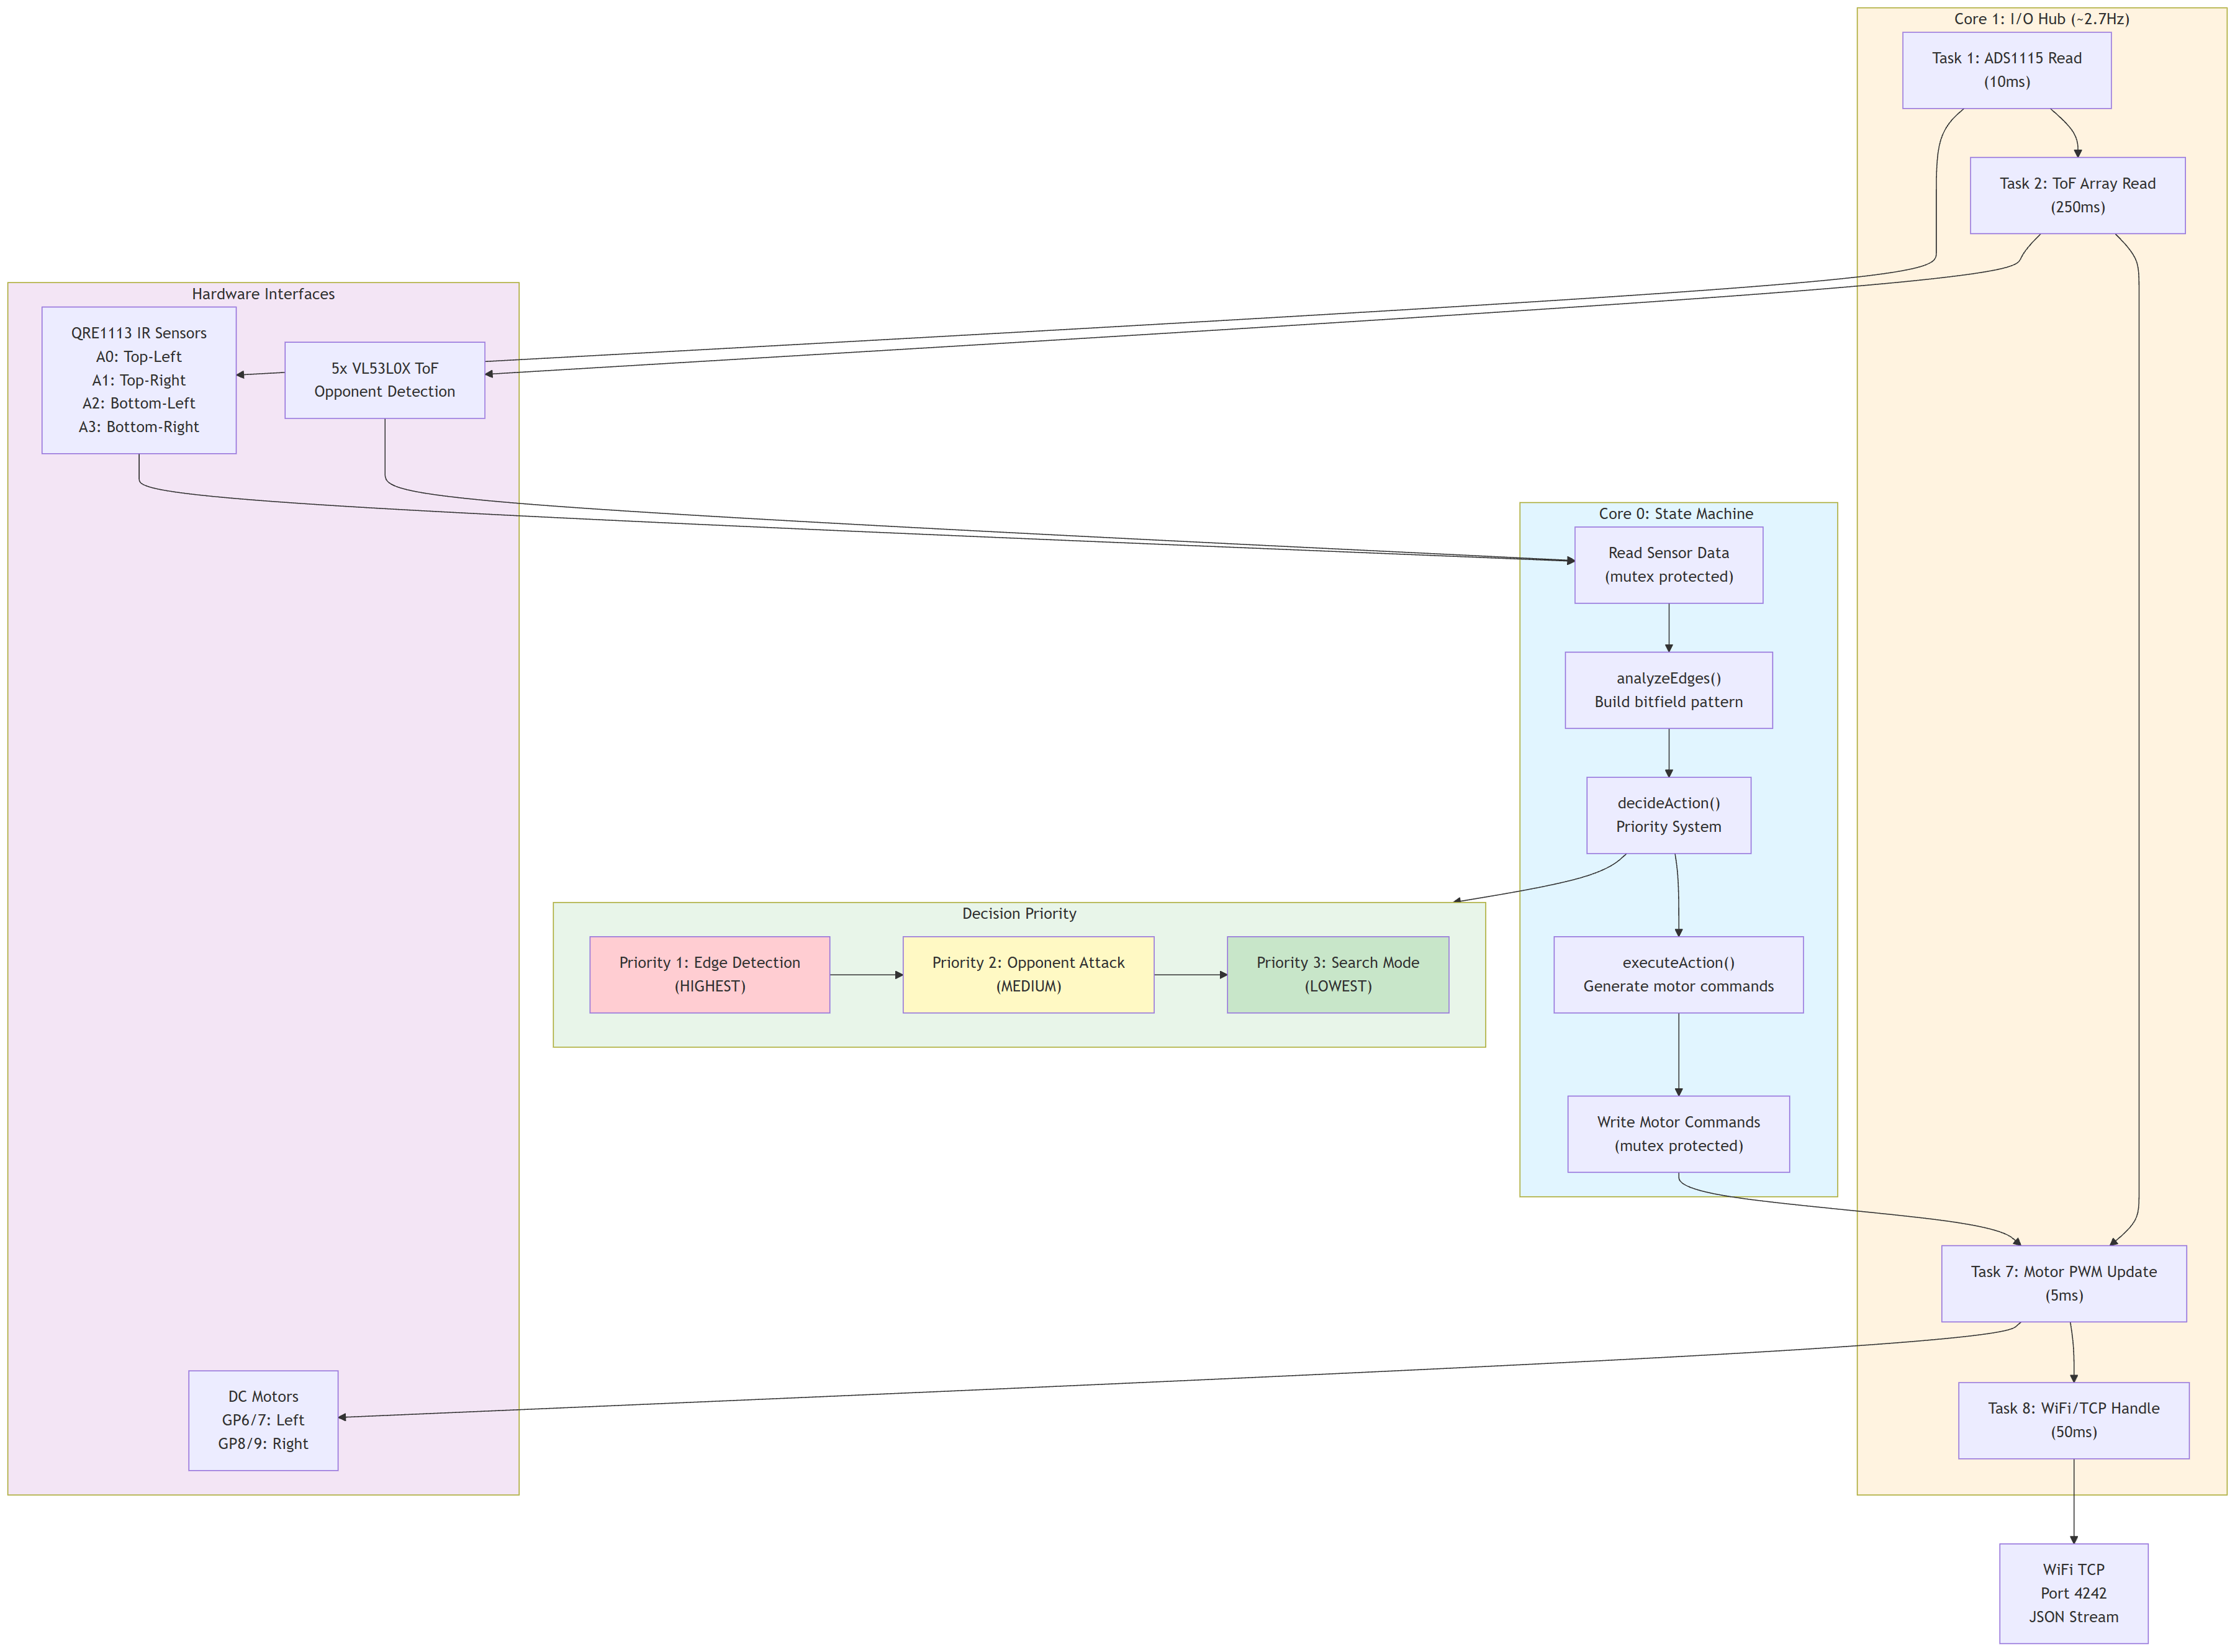 Core 1: I/O Hub (~2.7Hz)
Task 1: ADS1115 Read
(10ms)
Task 2: ToF Array Read
(250ms)
Hardware Interfaces
QRE1113 IR Sensors
A0: Top-Left
A1: Top-Right
A2: Bottom-Left
A3: Bottom-Right
5x VL53L0X ToF
Opponent Detection
Core 0: State Machine
Read Sensor Data
(mutex protected)
analyzeEdges()
Build bitfield pattern
decideAction()
Priority System
Decision Priority
Priority 1: Edge Detection
(HIGHEST)
Priority 2: Opponent Attack
(MEDIUM)
Priority 3: Search Mode
(LOWEST)
executeAction()
Generate motor commands
Write Motor Commands
(mutex protected)
Task 7: Motor PWM Update
(5ms)
DC Motors
GP6/7: Left
GP8/9: Right
Task 8: WiFi/TCP Handle
(50ms)
WiFi TCP
Port 4242
JSON Stream